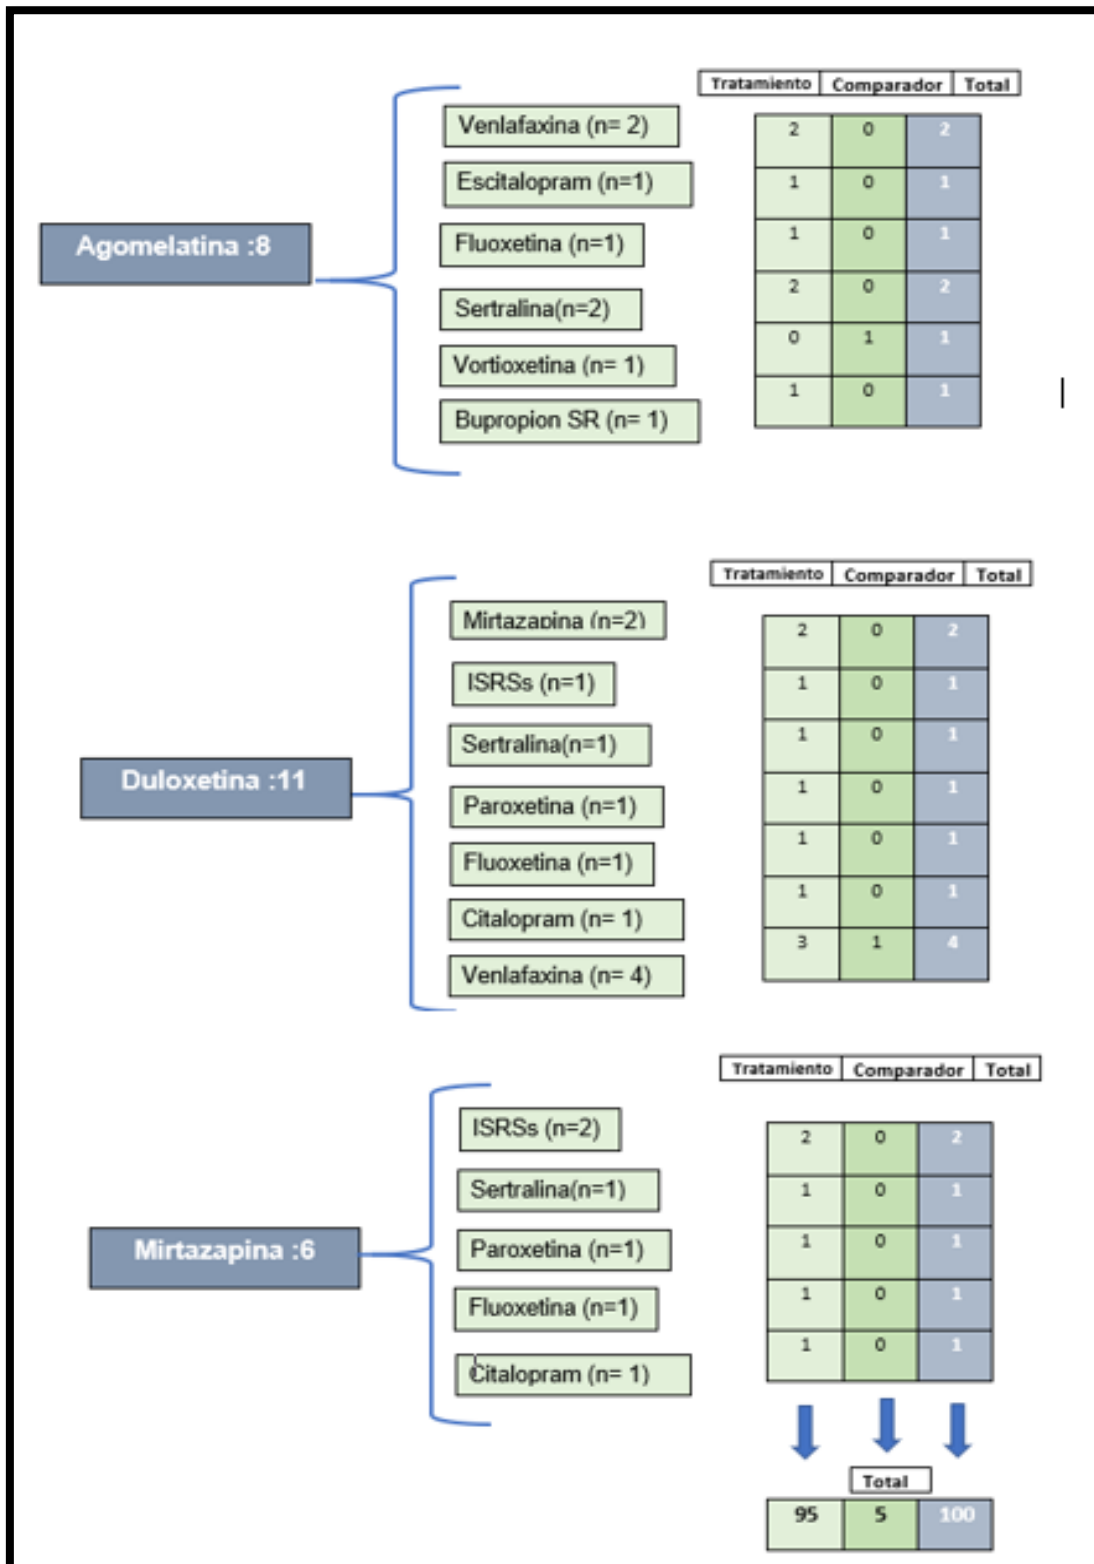 Tratamiento Comparador Total
Venlafaxina (n= 2) 2 0 2
Escitalopram (n=1) 1 0 1
Agomelatina :8
Fluoxetina (n=1) 1 0 1
Sertralina(n=2) 2 0 2
Vortioxetina (n= 1) 0 1 1
Bupropion SR (n= 1) 1 0 1
Tratamiento Comparador Total
Mirtazapina (n=2) 2 0 2
ISRSs (n=1) 1 0 1
Sertralina(n=1) 1 0 1
Duloxetina :11
Paroxetina (n=1) 1 0 1
Fluoxetina (n=1) 1 0 1
Citalopram (n= 1) 1 0 1
Venlafaxina (n= 4) 3 1 4
Tratamiento Comparador Total
ISRSs (n=2) 2 0 2
Sertralina(n=1) 1 0 1
Mirtazapina :6
Paroxetina (n=1) 1 0 1
Fluoxetina (n=1) 1 0 1
Citalopram (n= 1) 1 0 1
Total
95 5 100